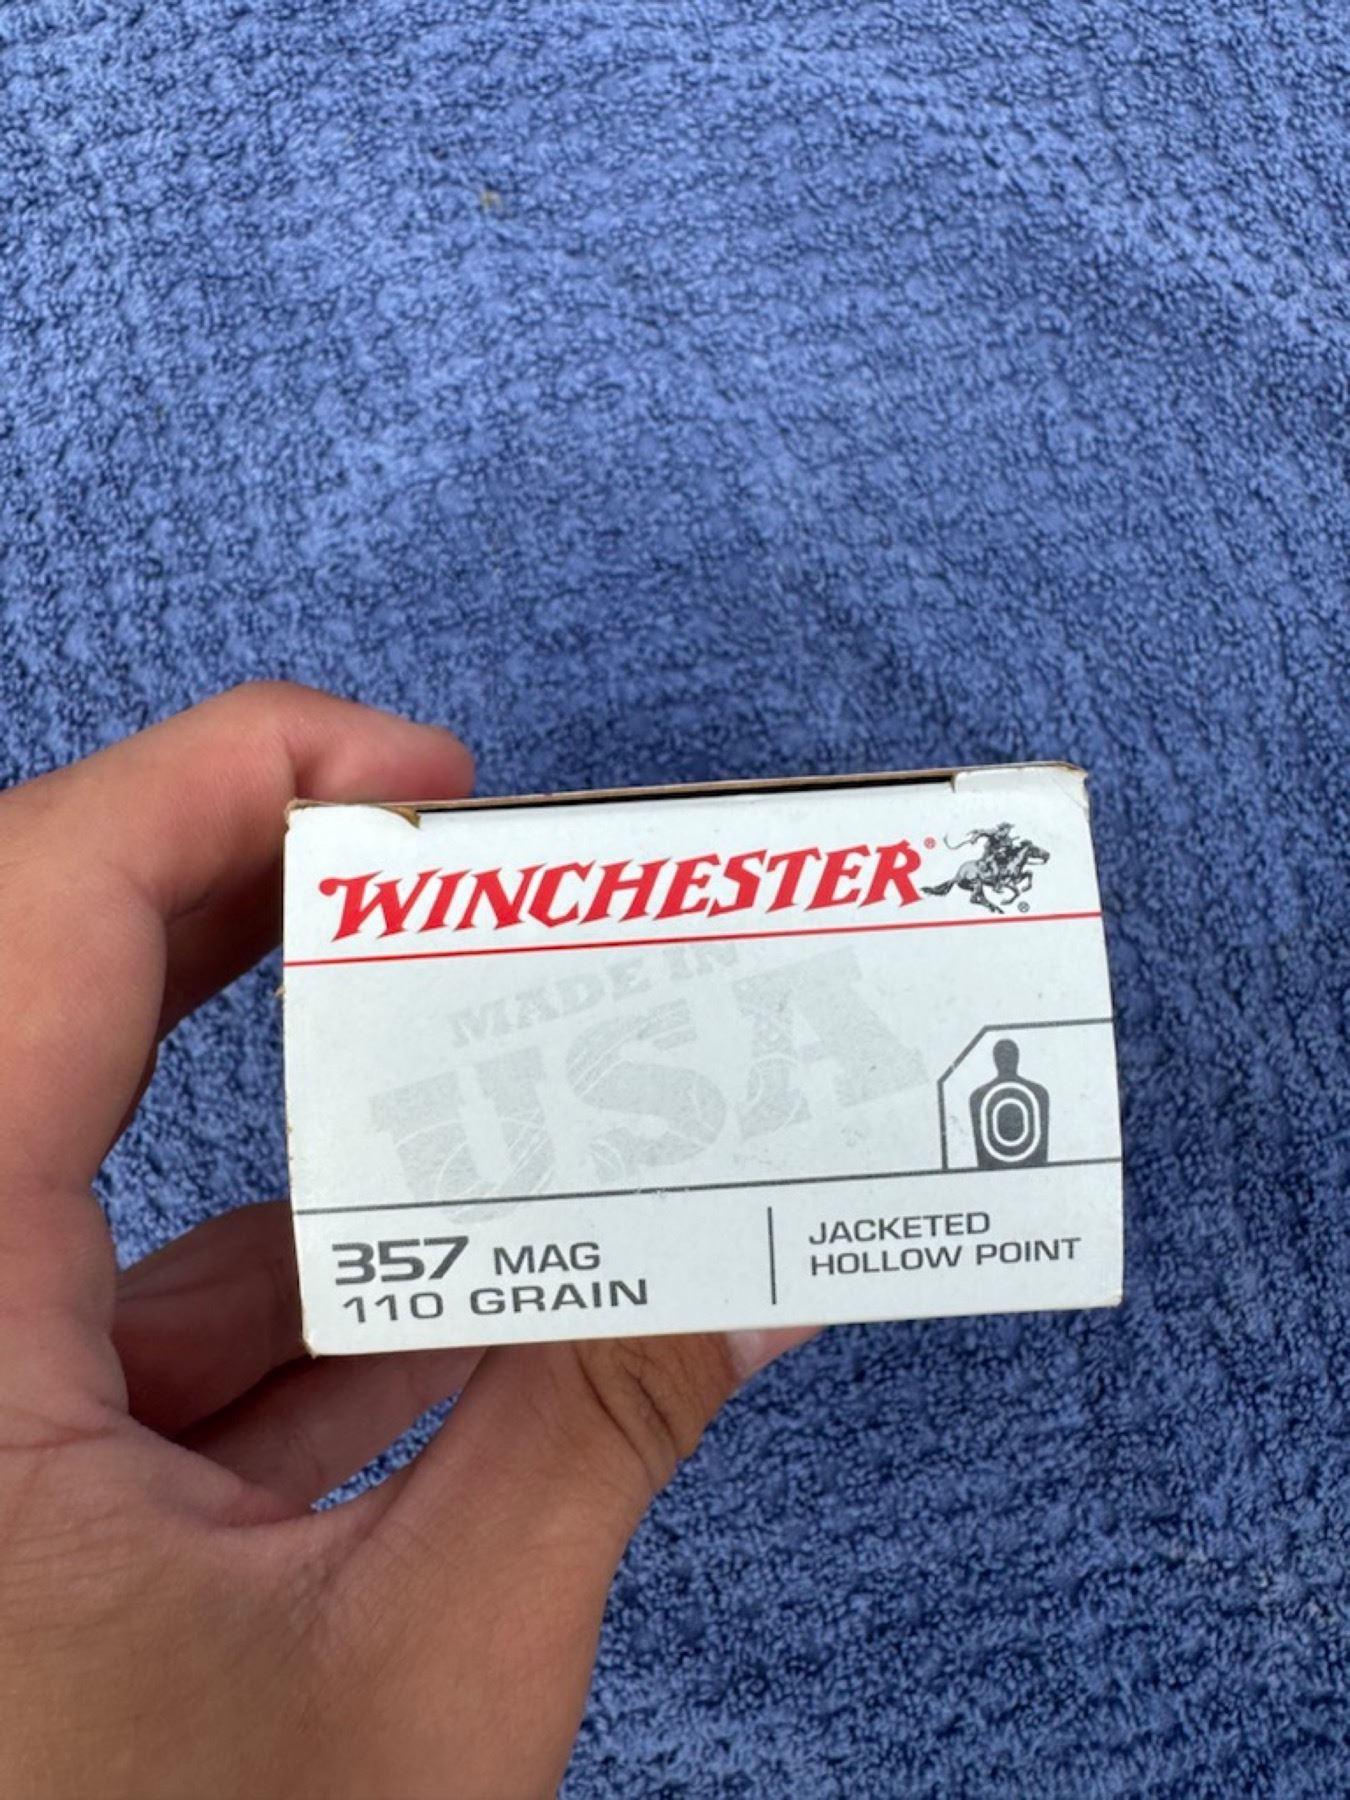 WINCHESTER®
®
MADE IN
USA
357 MAG
110 GRAIN
JACKETED
HOLLOW POINT